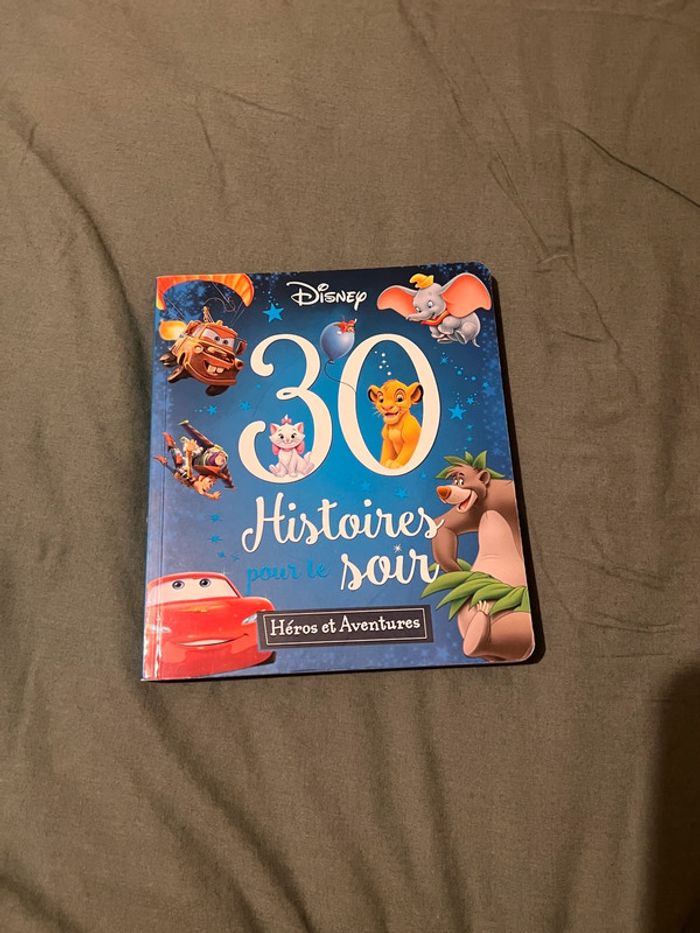 Disney
30
Histoires
pour le soir
Héros et Aventures